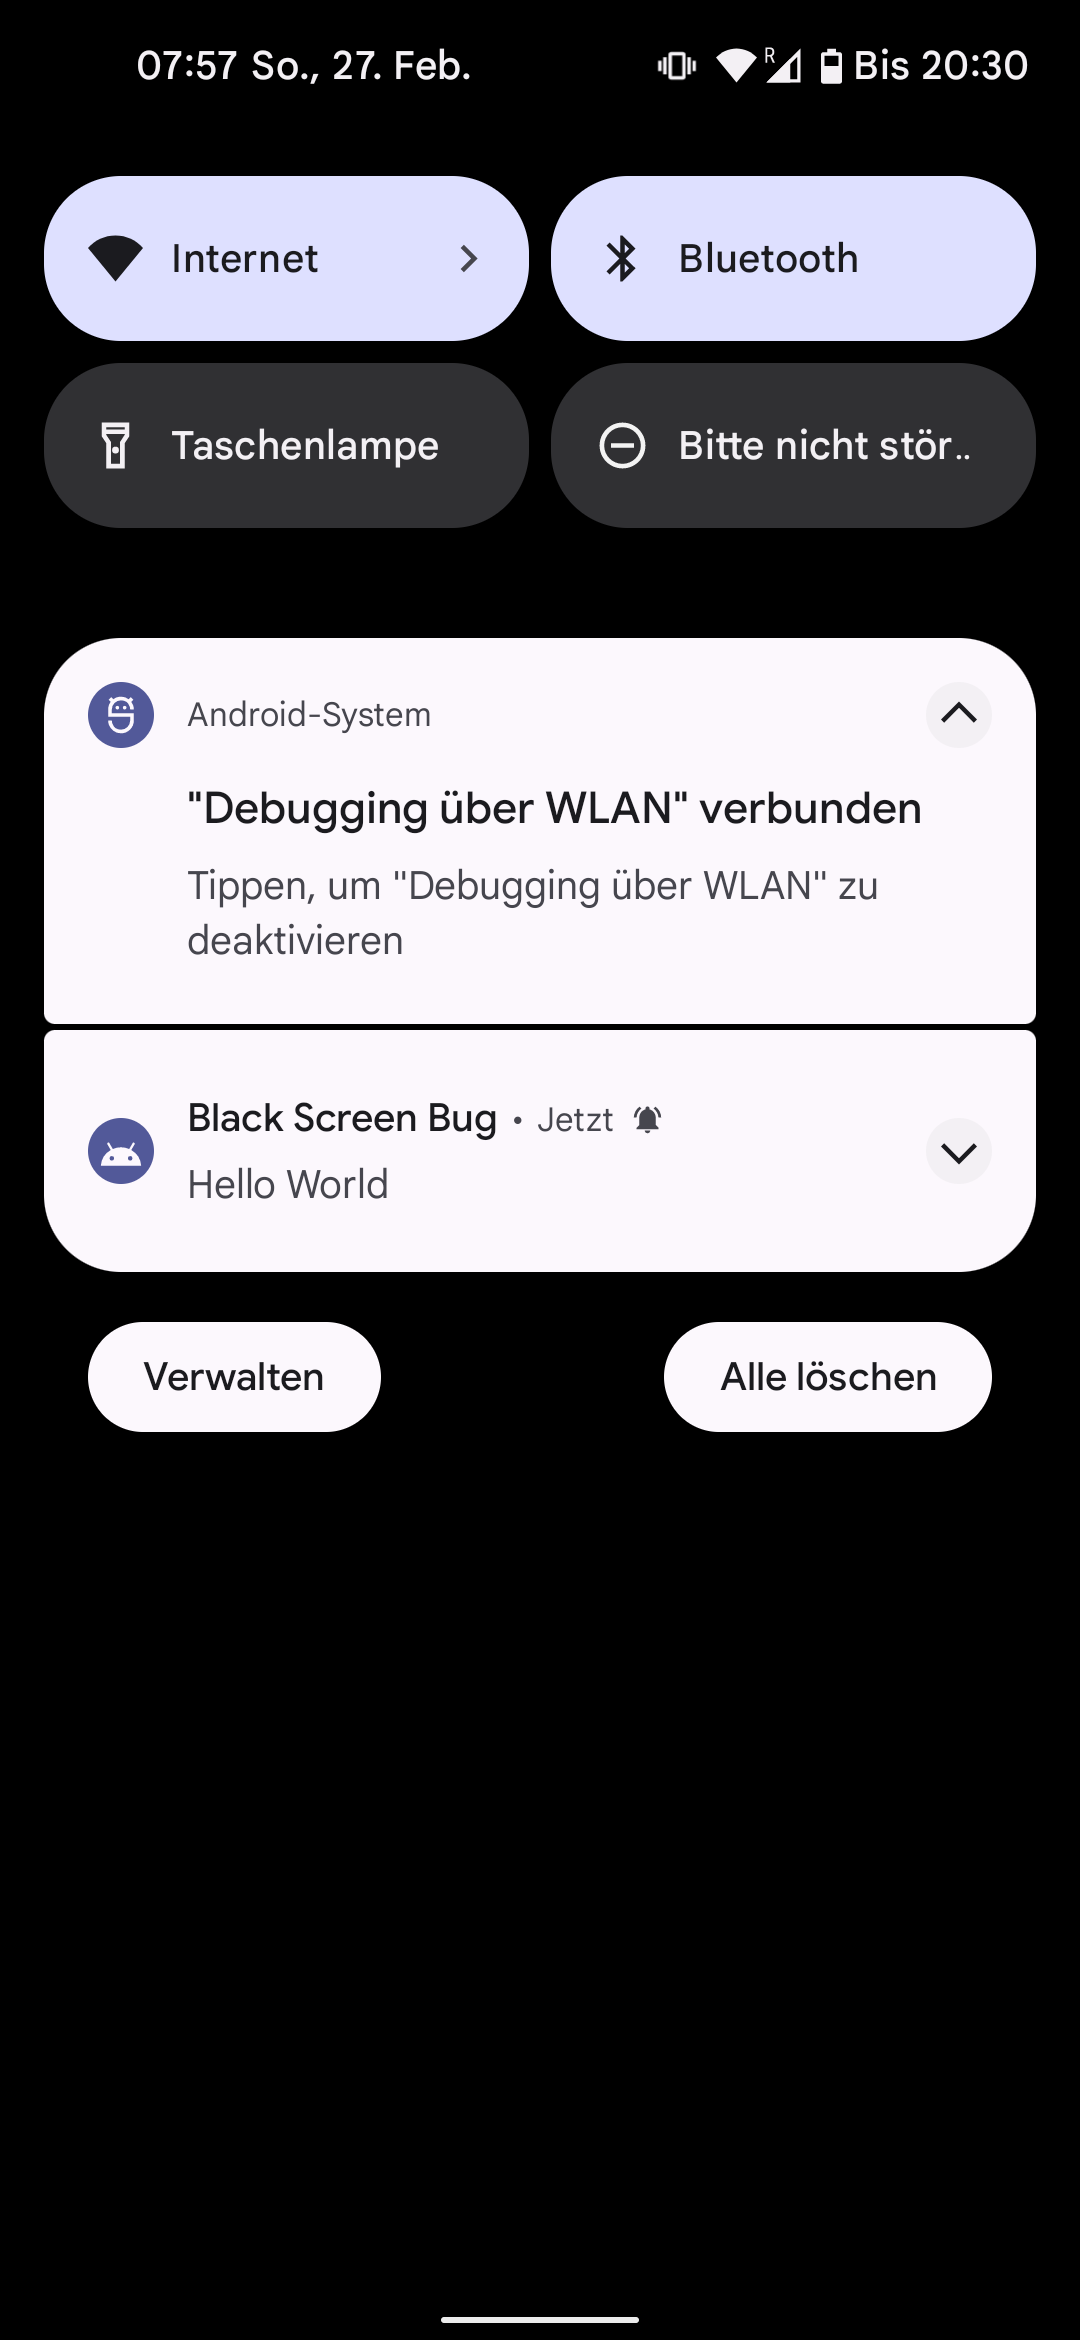 07:57 So., 27. Feb. R Bis 20:30
Internet
Bluetooth
Taschenlampe
Bitte nicht stör..
Android-System
"Debugging über WLAN" verbunden
Tippen, um "Debugging über WLAN" zu
deaktivieren
Black Screen Bug • Jetzt
Hello World
Verwalten
Alle löschen